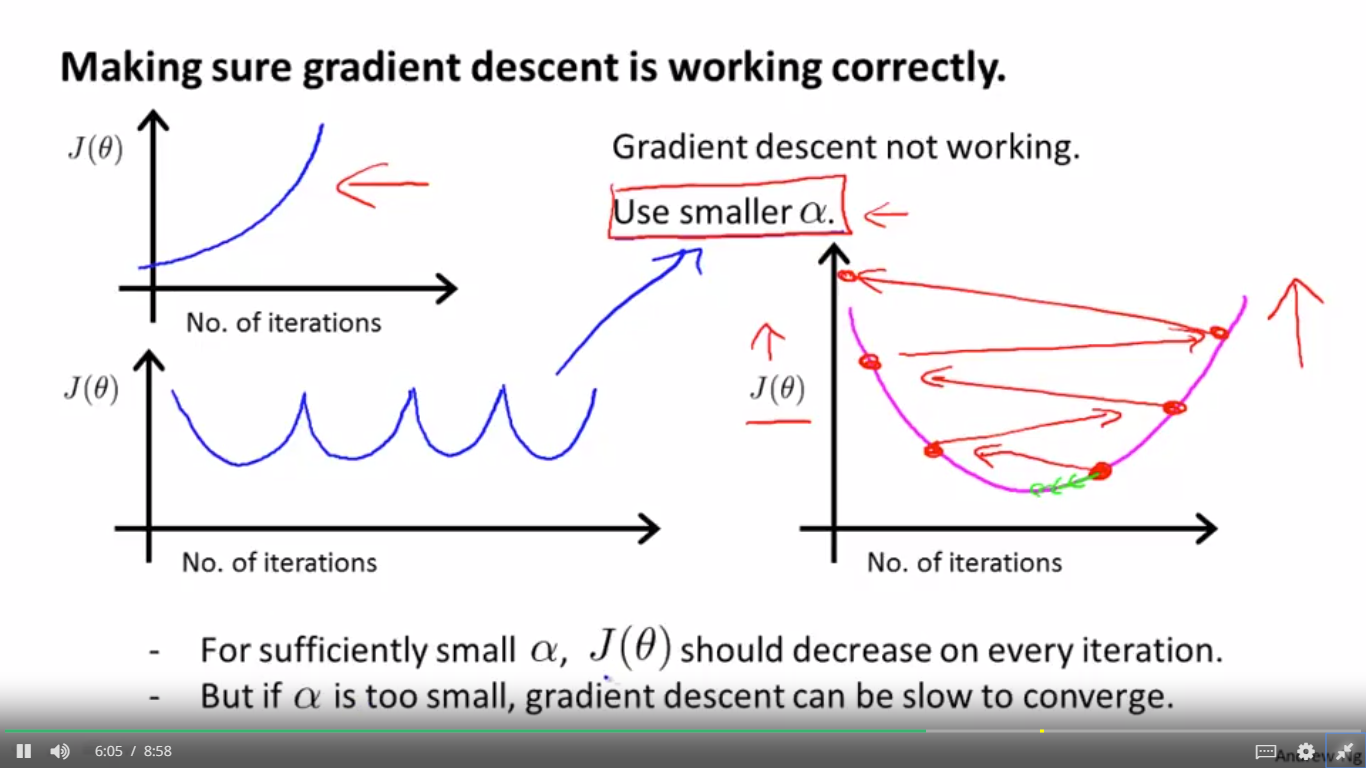 Making sure gradient descent is working correctly.
J(θ)
No. of iterations
Gradient descent not working.
Use smaller α.
J(θ)
No. of iterations
J(θ)
No. of iterations
- For sufficiently small α, J(θ) should decrease on every iteration.
- But if α is too small, gradient descent can be slow to converge.
6:05 / 8:58
Andrew Ng